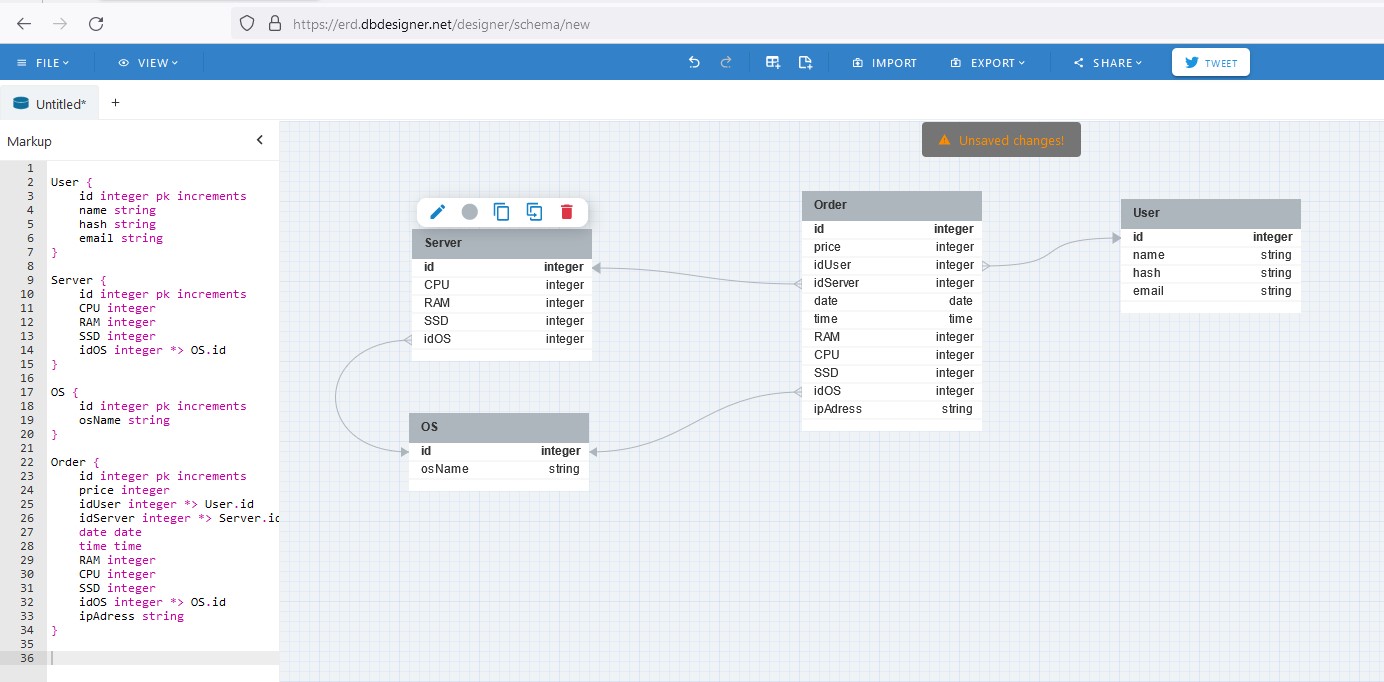 https://erd.dbdesigner.net/designer/schema/new
FILE VIEW IMPORT EXPORT SHARE TWEET
Untitled* +
Markup
Unsaved changes!
1
2 User {
3 id integer pk increments
4 name string
5 hash string
6 email string
7 }
8
9 Server {
10 id integer pk increments
11 CPU integer
12 RAM integer
13 SSD integer
14 idOS integer *> OS.id
15 }
16
17 OS {
18 id integer pk increments
19 osName string
20 }
21
22 Order {
23 id integer pk increments
24 price integer
25 idUser integer *> User.id
26 idServer integer *> Server.id
27 date date
28 time time
29 RAM integer
30 CPU integer
31 SSD integer
32 idOS integer *> OS.id
33 ipAdress string
34 }
35
36
Server
id integer
CPU integer
RAM integer
SSD integer
idOS integer
OS
id integer
osName string
Order
id integer
price integer
idUser integer
idServer integer
date date
time time
RAM integer
CPU integer
SSD integer
idOS integer
ipAdress string
User
id integer
name string
hash string
email string